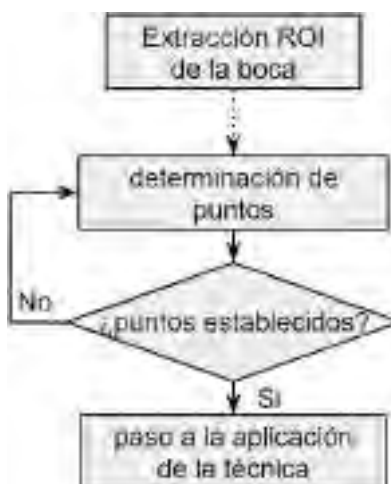 Extracción ROI
de la boca
determinación de
puntos
¿puntos establecidos?
No
Si
paso a la aplicación
de la técnica